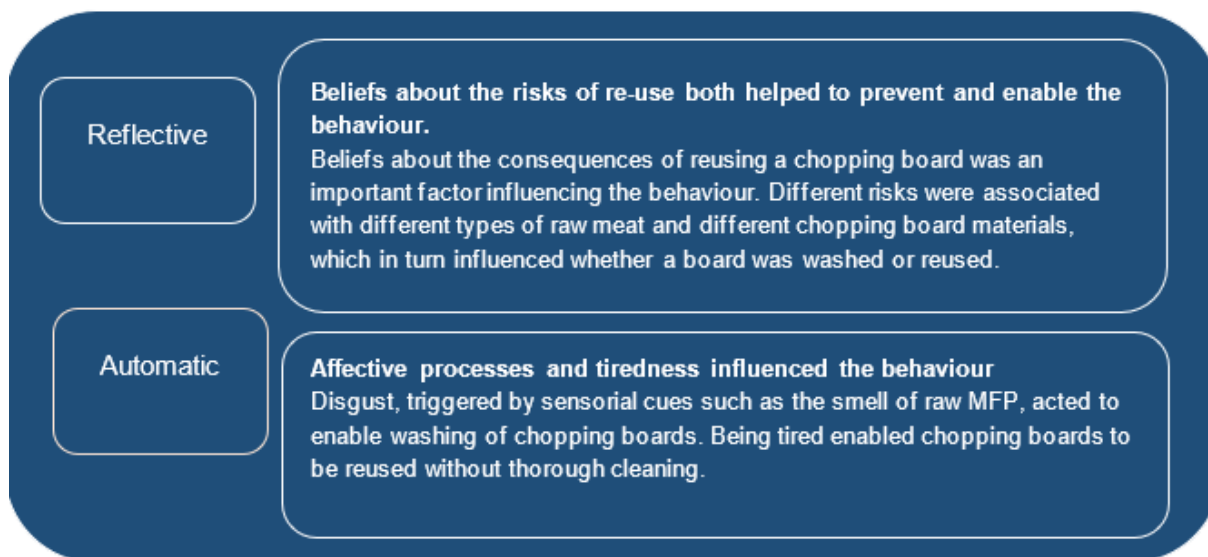 Reflective
Beliefs about the risks of re-use both helped to prevent and enable the
behaviour.
Beliefs about the consequences of reusing a chopping board was an
important factor influencing the behaviour. Different risks were associated
with different types of raw meat and different chopping board materials,
which in turn influenced whether a board was washed or reused.
Automatic
Affective processes and tiredness influenced the behaviour
Disgust, triggered by sensorial cues such as the smell of raw MFP, acted to
enable washing of chopping boards. Being tired enabled chopping boards to
be reused without thorough cleaning.